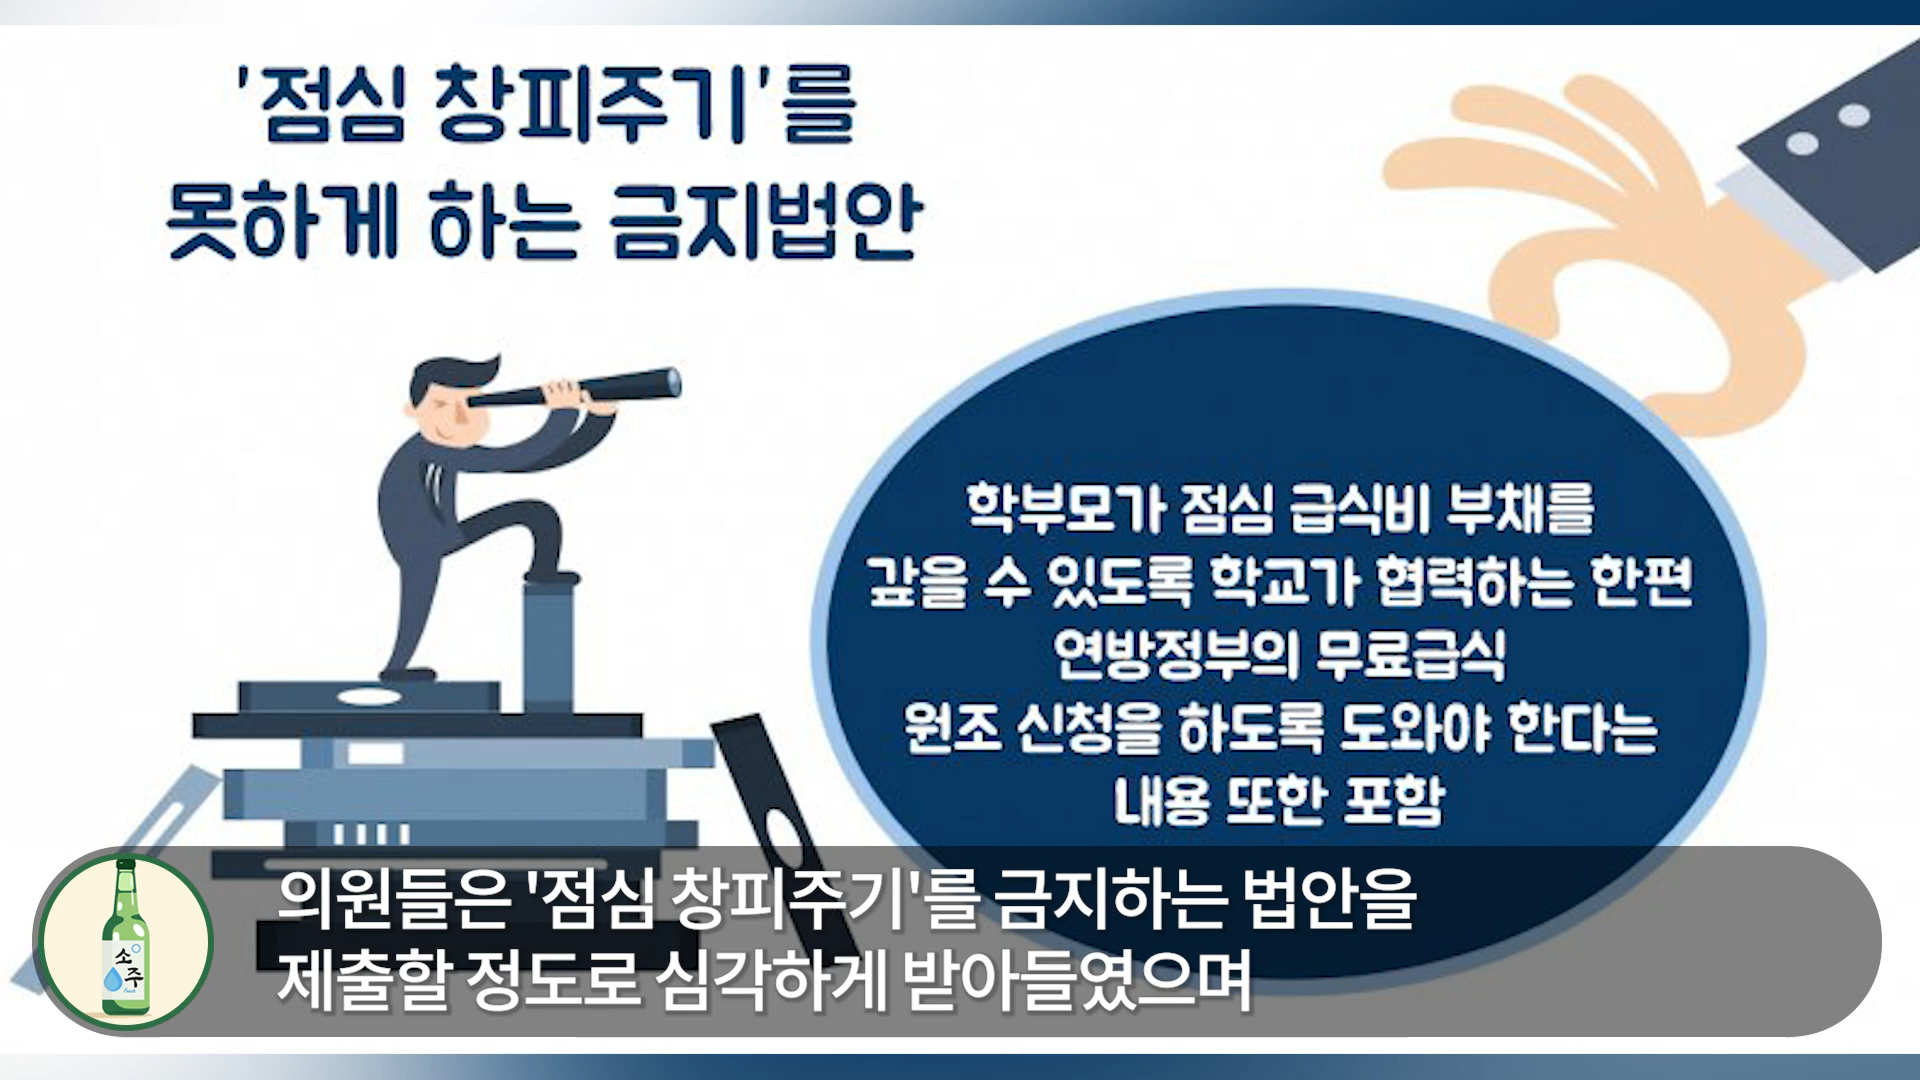 '점심 창피주기'를
못하게 하는 금지법안
학부모가 점심 급식비 부채를
갚을 수 있도록 학교가 협력하는 한편
연방정부의 무료급식
원조 신청을 하도록 도와야 한다는
내용 또한 포함
의원들은 '점심 창피주기'를 금지하는 법안을
제출할 정도로 심각하게 받아들였으며
소주